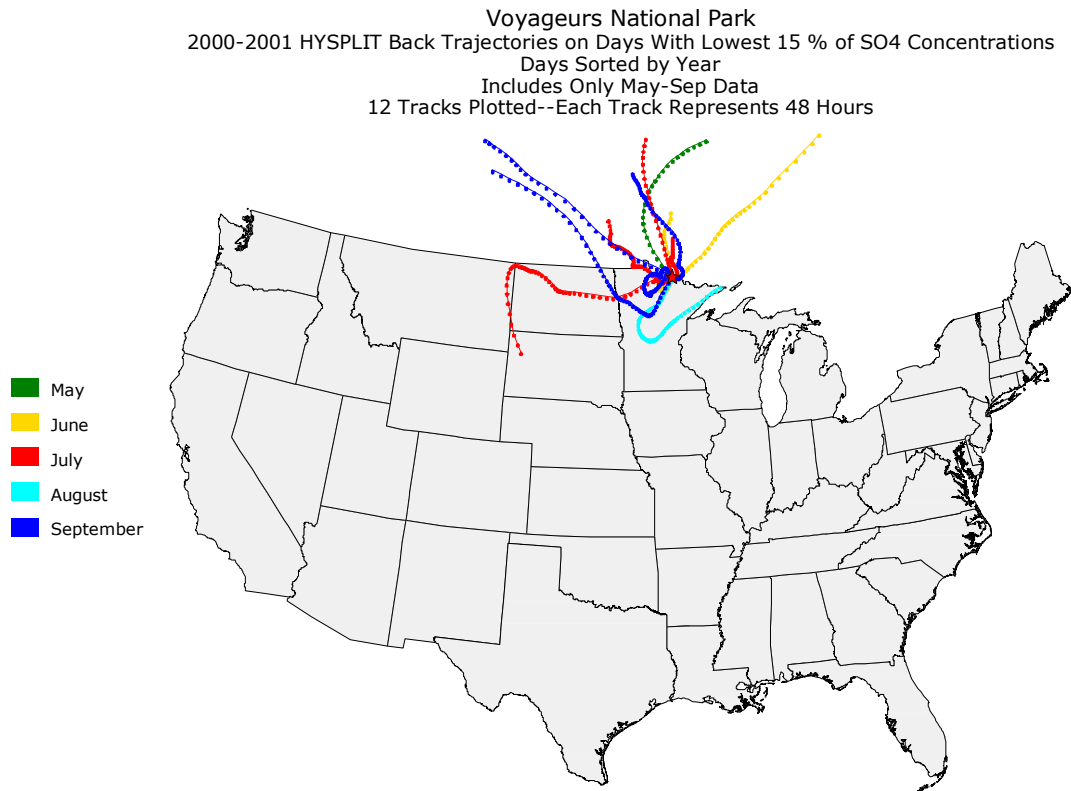 Voyageurs National Park
2000-2001 HYSPLIT Back Trajectories on Days With Lowest 15 % of SO4 Concentrations
Days Sorted by Year
Includes Only May-Sep Data
12 Tracks Plotted--Each Track Represents 48 Hours
May
June
July
August
September